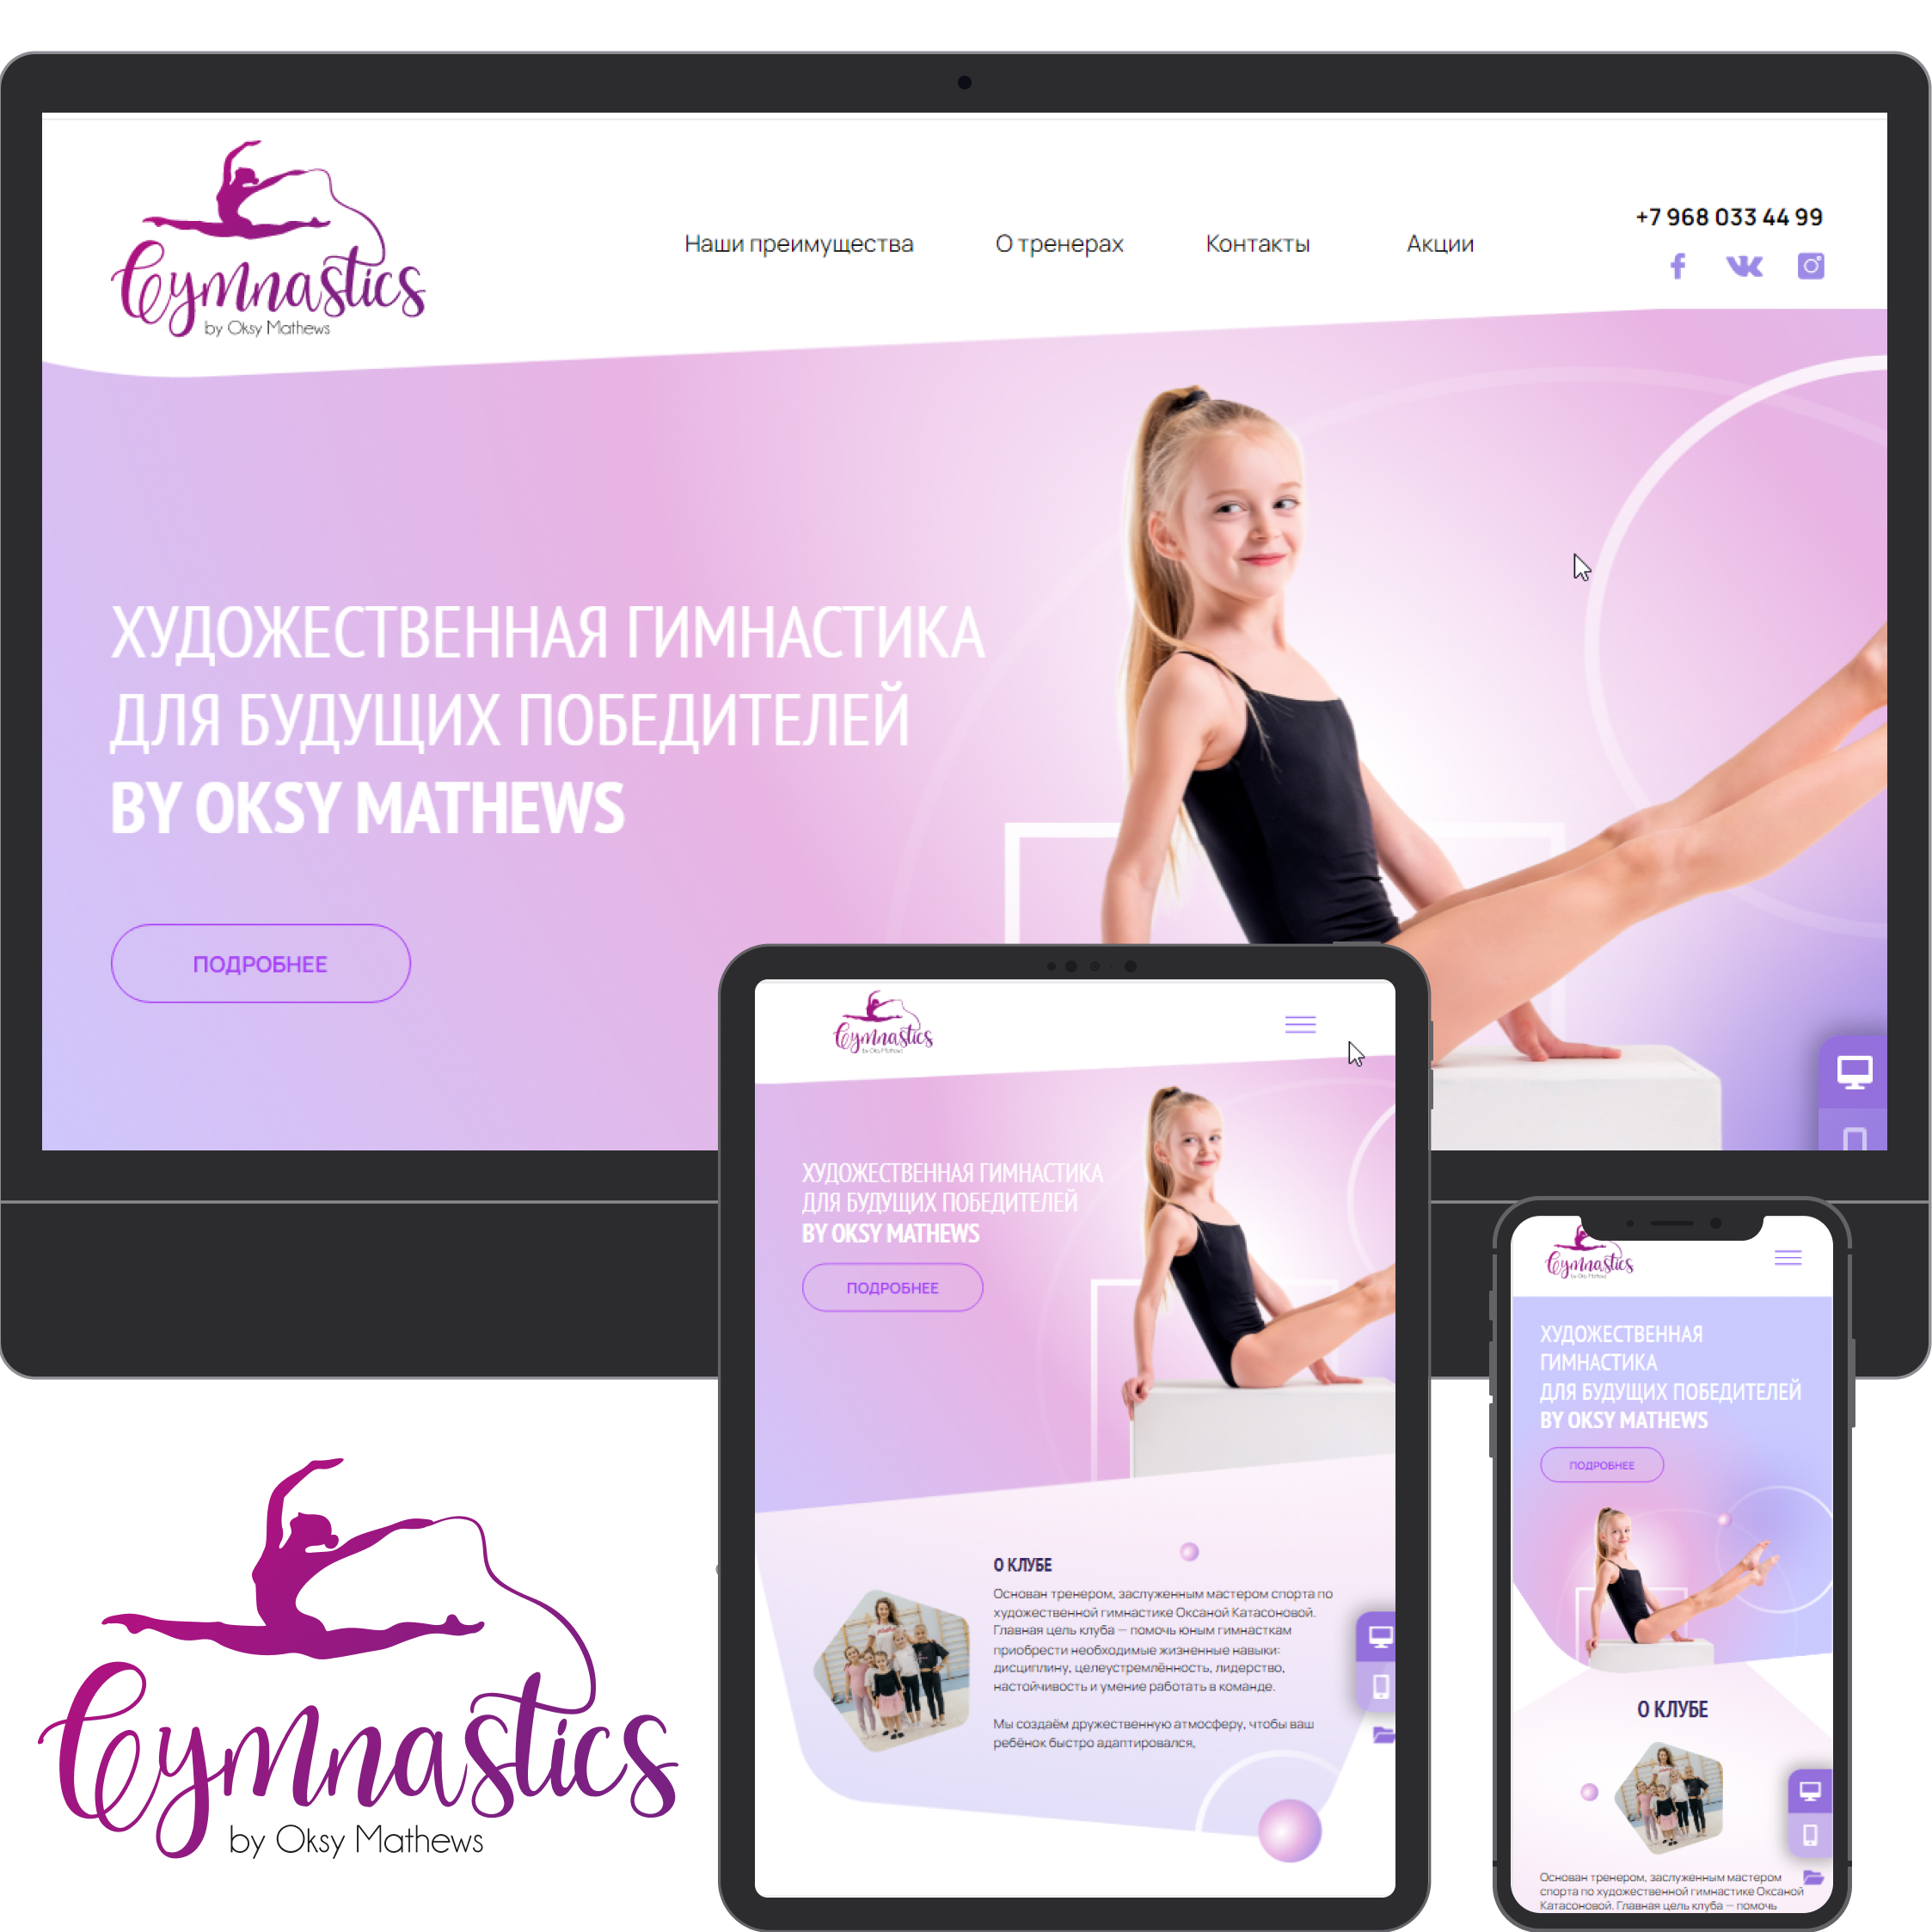 Gymnastics
by Oksy Mathews
Наши преимущества
О тренерах
Контакты
Акции
+7 968 033 44 99
ХУДОЖЕСТВЕННАЯ ГИМНАСТИКА
ДЛЯ БУДУЩИХ ПОБЕДИТЕЛЕЙ
BY OKSY MATHEWS
ПОДРОБНЕЕ
Gymnastics
by Oksy Mathews
ХУДОЖЕСТВЕННАЯ ГИМНАСТИКА
ДЛЯ БУДУЩИХ ПОБЕДИТЕЛЕЙ
BY OKSY MATHEWS
ПОДРОБНЕЕ
О КЛУБЕ
Основан тренером, заслуженным мастером спорта по
художественной гимнастике Оксаной Катасоновой.
Главная цель клуба — помочь юным гимнасткам
приобрести необходимые жизненные навыки:
дисциплину, целеустремлённость, лидерство,
настойчивость и умение работать в команде.
Мы создаём дружественную атмосферу, чтобы ваш
ребёнок быстро адаптировался,
Gymnastics
by Oksy Mathews
ХУДОЖЕСТВЕННАЯ
ГИМНАСТИКА
ДЛЯ БУДУЩИХ ПОБЕДИТЕЛЕЙ
BY OKSY MATHEWS
ПОДРОБНЕЕ
О КЛУБЕ
Основан тренером, заслуженным мастером
спорта по художественной гимнастике Оксаной
Катасоновой. Главная цель клуба — помочь
Gymnastics
by Oksy Mathews